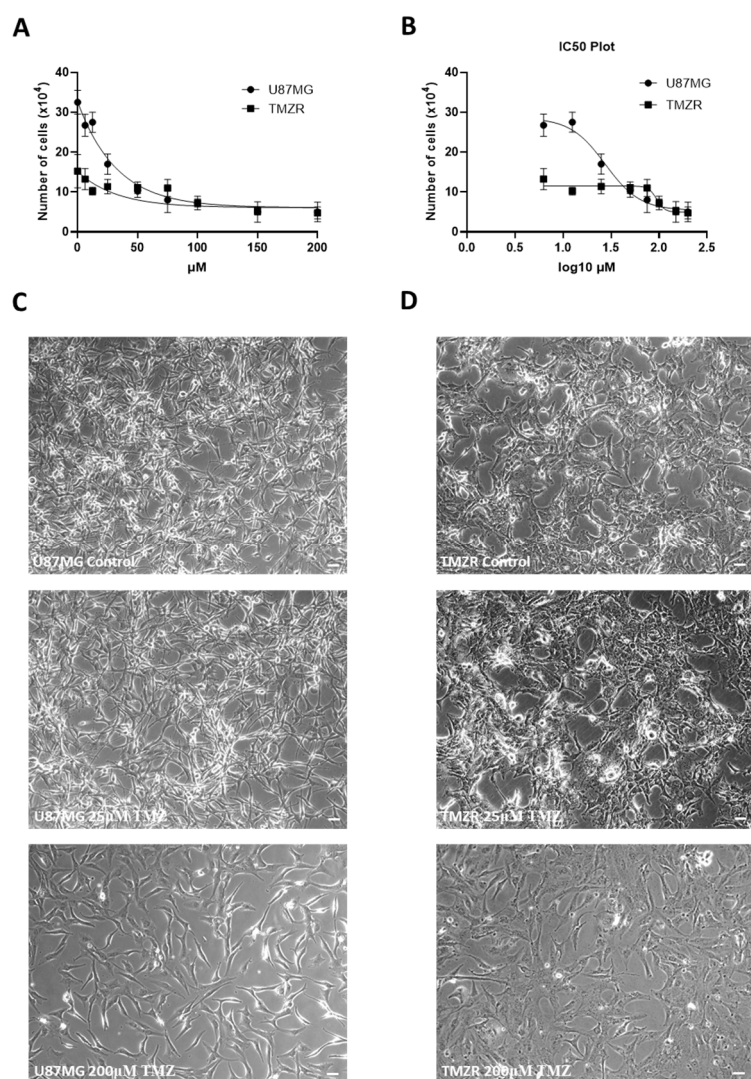 A
B
IC50 Plot
Number of cells (x10⁴)
40
30
20
10
0
0
50
100
150
200
µM
U87MG
TMZR
Number of cells (x10⁴)
40
30
20
10
0
0.0
0.5
1.0
1.5
2.0
2.5
log10 µM
U87MG
TMZR
C
D
U87MG Control
TMZR Control
U87MG 25µM TMZ
TMZR 25µM TMZ
U87MG 200µM TMZ
TMZR 200µM TMZ